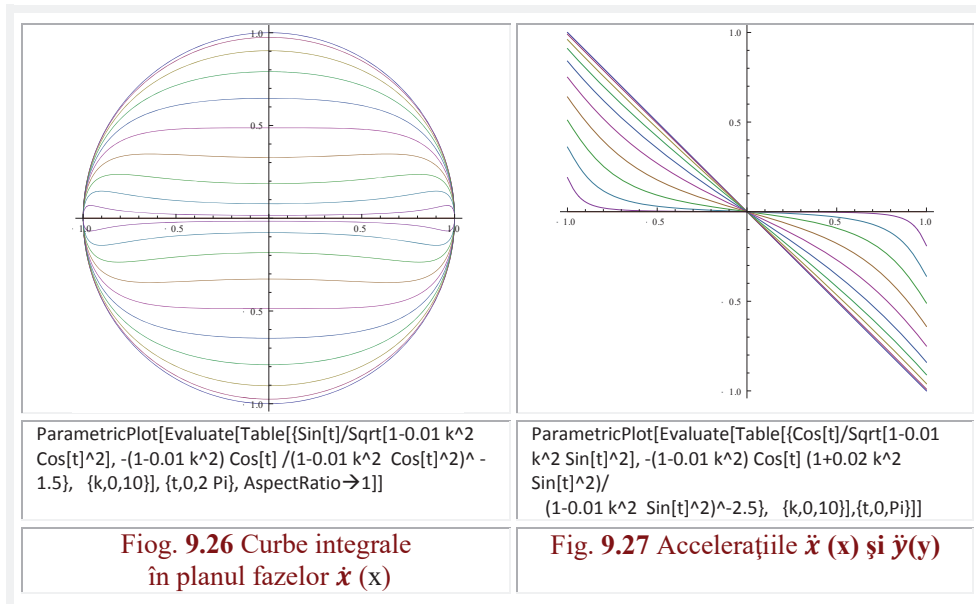 1.0
0.5
1.0
0.5
0.5
1.0
0.5
1.0
1.0
0.5
1.0
0.5
0.5
1.0
0.5
1.0
ParametricPlot[Evaluate[Table[{Sin[t]/Sqrt[1-0.01 k^2
Cos[t]^2], -(1-0.01 k^2) Cos[t] /(1-0.01 k^2 Cos[t]^2)^ -
1.5}, {k,0,10}], {t,0,2 Pi}, AspectRatio→1]]
ParametricPlot[Evaluate[Table[{Cos[t]/Sqrt[1-0.01
k^2 Sin[t]^2], -(1-0.01 k^2) Cos[t] (1+0.02 k^2
Sin[t]^2)/
(1-0.01 k^2 Sin[t]^2)^-2.5}, {k,0,10}],{t,0,Pi}]]
Fiog. 9.26 Curbe integrale
în planul fazelor ẋ (x)
Fig. 9.27 Acceleraţiile ẍ (x) şi ÿ(y)